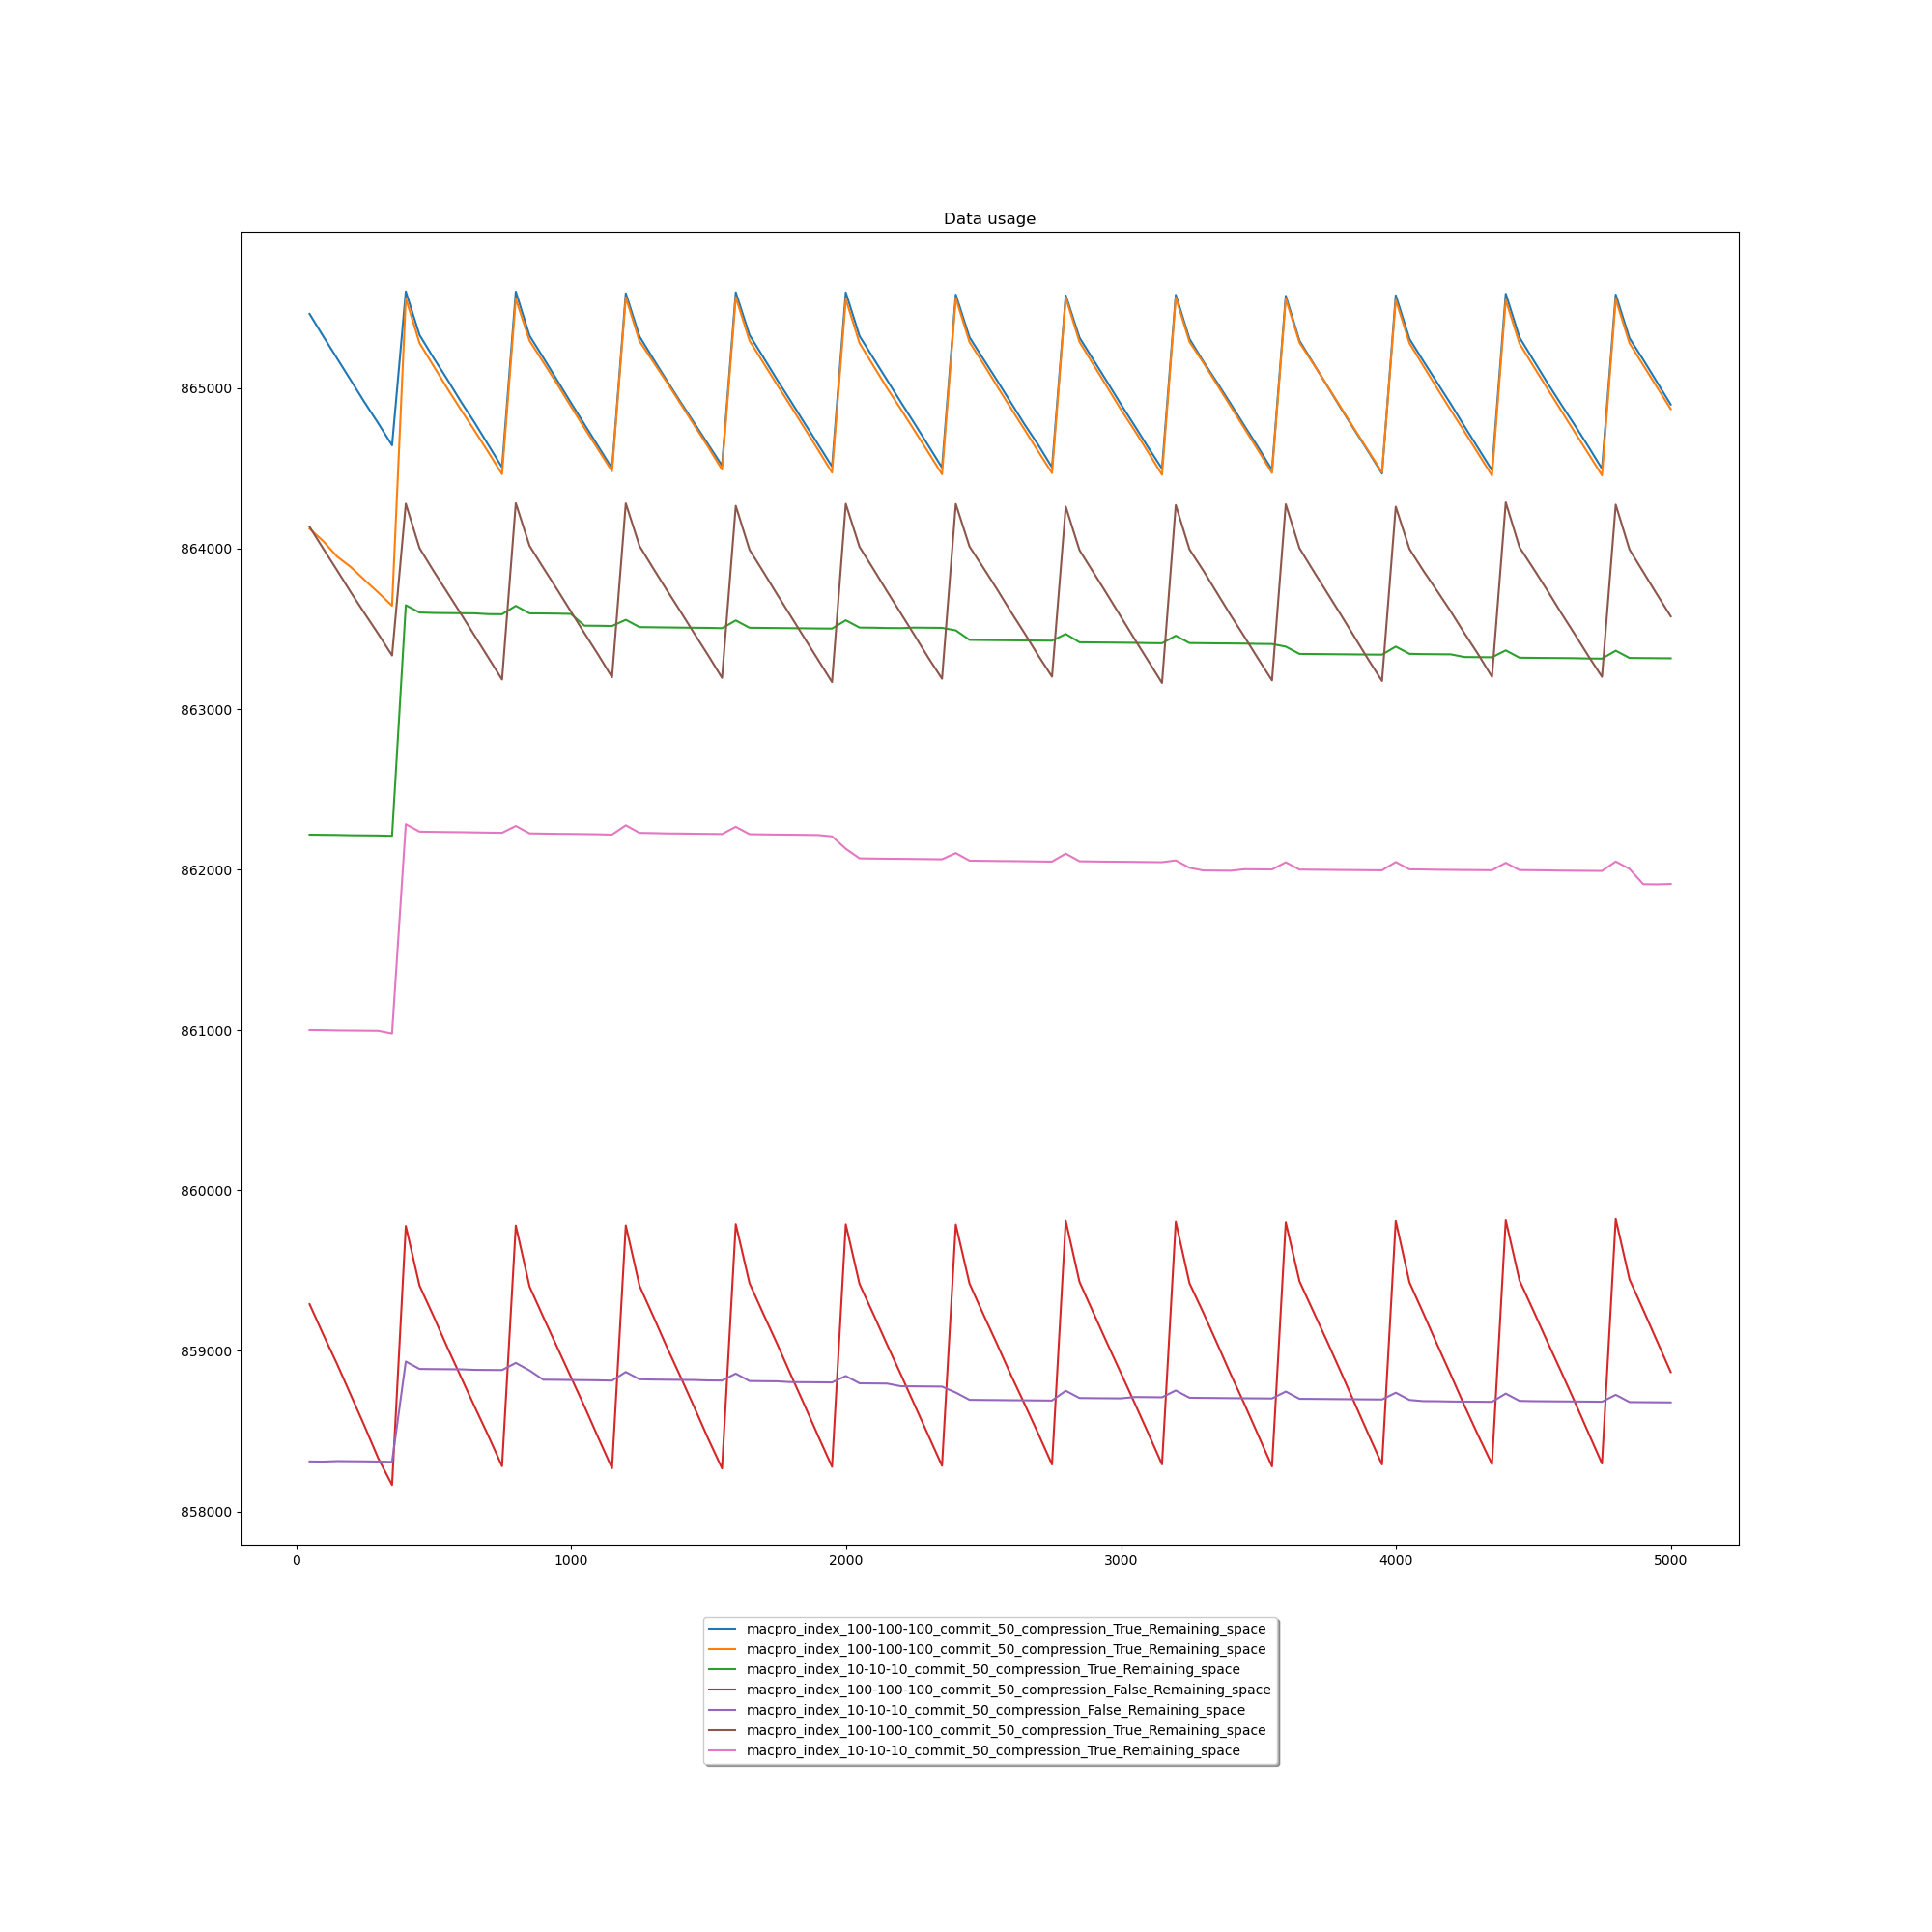 Data usage
865000
864000
863000
862000
861000
860000
859000
858000
0 1000 2000 3000 4000 5000
macpro_index_100-100-100_commit_50_compression_True_Remaining_space
macpro_index_100-100-100_commit_50_compression_True_Remaining_space
macpro_index_10-10-10_commit_50_compression_True_Remaining_space
macpro_index_100-100-100_commit_50_compression_False_Remaining_space
macpro_index_10-10-10_commit_50_compression_False_Remaining_space
macpro_index_100-100-100_commit_50_compression_True_Remaining_space
macpro_index_10-10-10_commit_50_compression_True_Remaining_space